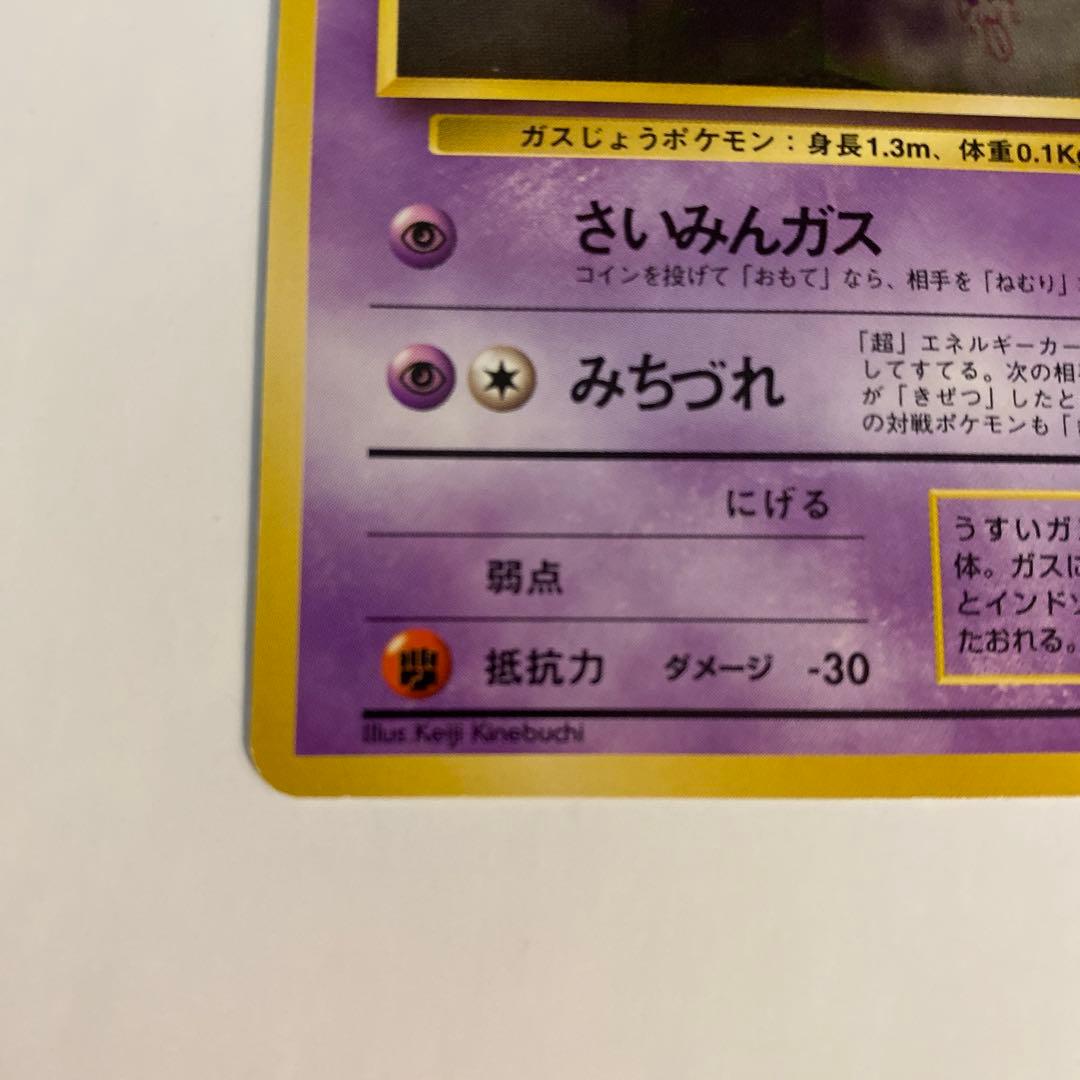 ガスじょうポケモン：身長1.3m、体重0.1Kg
さいみんガス
コインを投げて「おもて」なら、相手を「ねむり」
みちづれ
「超」エネルギーカー
してすてる。次の相
が「きぜつ」したと
の対戦ポケモンも「
にげる
弱点
抵抗力 ダメージ -30
うすいガ
体。ガスに
とインド
たおれる。
Illus.Keiji Kinebuchi